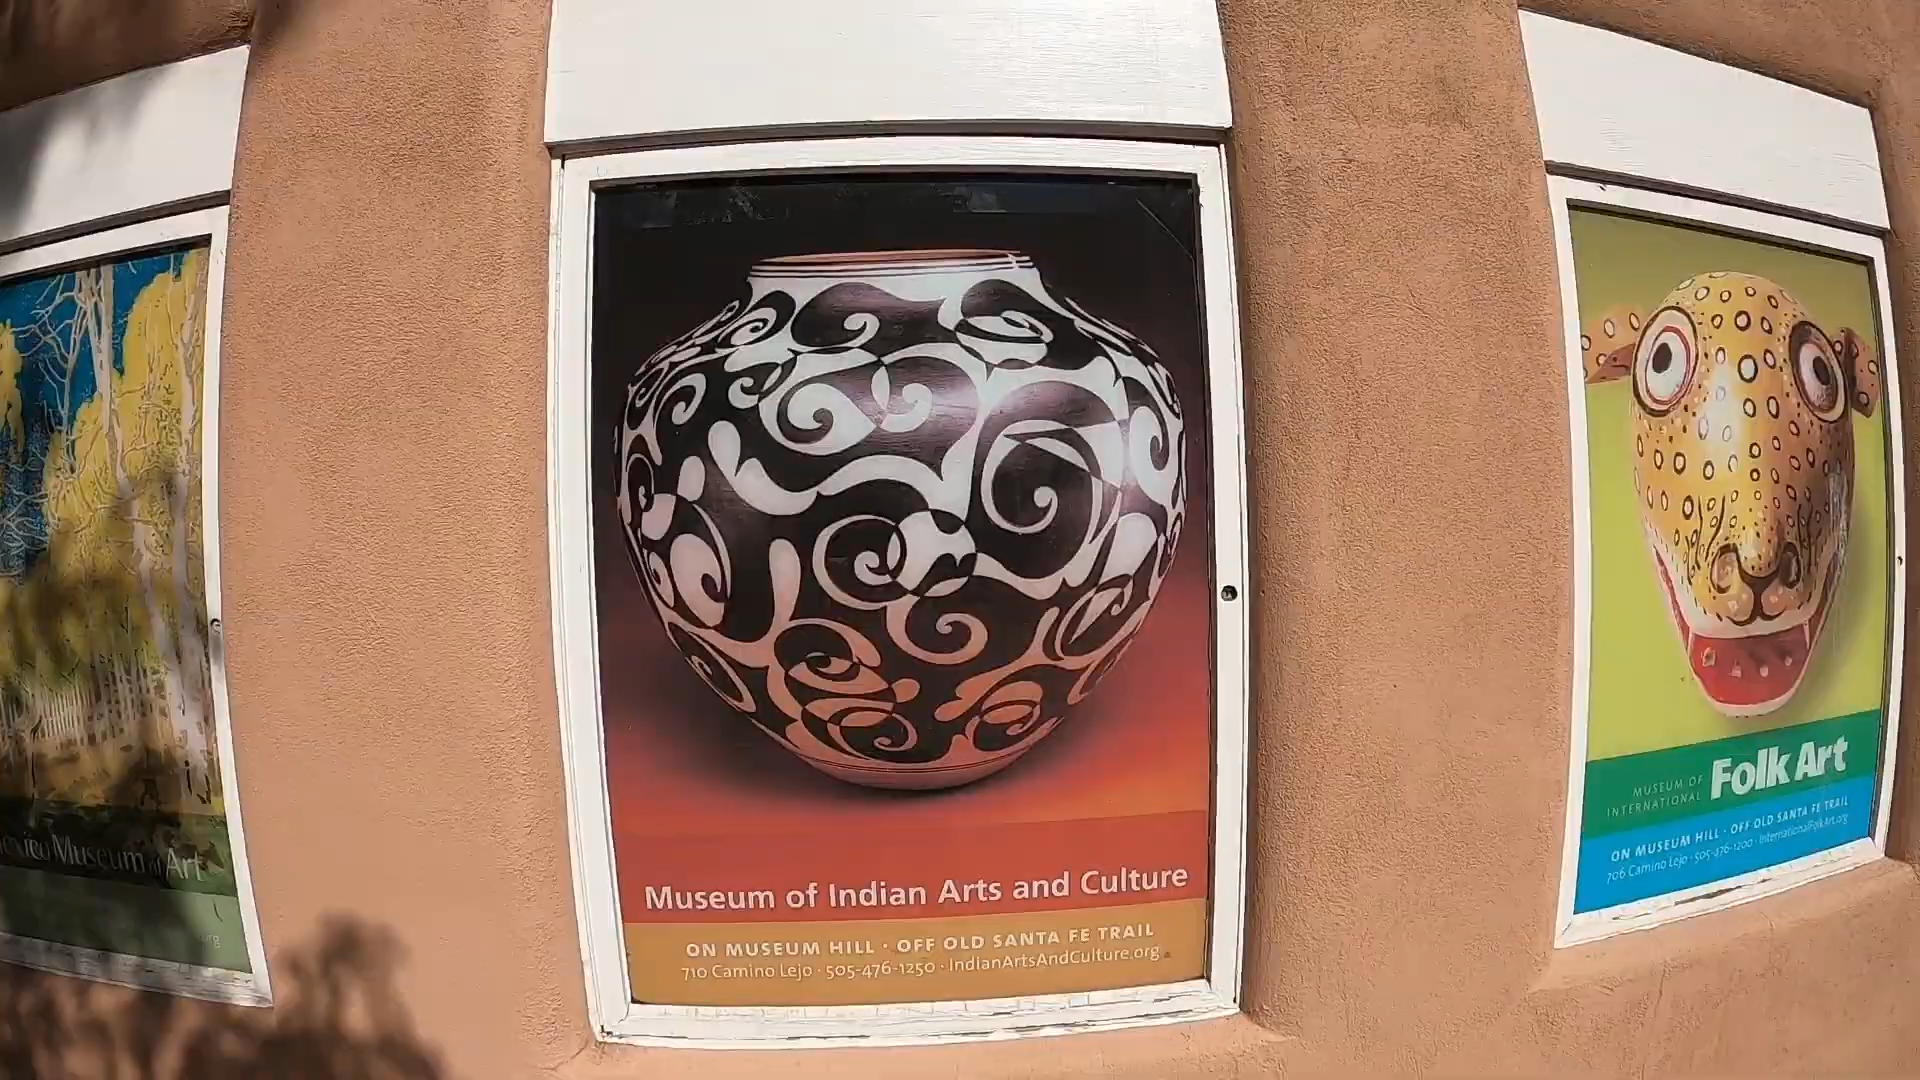 Museum of Art
.org
Museum of Indian Arts and Culture
ON MUSEUM HILL · OFF OLD SANTA FE TRAIL
710 Camino Lejo · 505-476-1250 · IndianArtsAndCulture.org
MUSEUM OF
INTERNATIONAL
Folk Art
ON MUSEUM HILL · OFF OLD SANTA FE TRAIL
706 Camino Lejo · 505-476-1200 · InternationalFolkArt.org